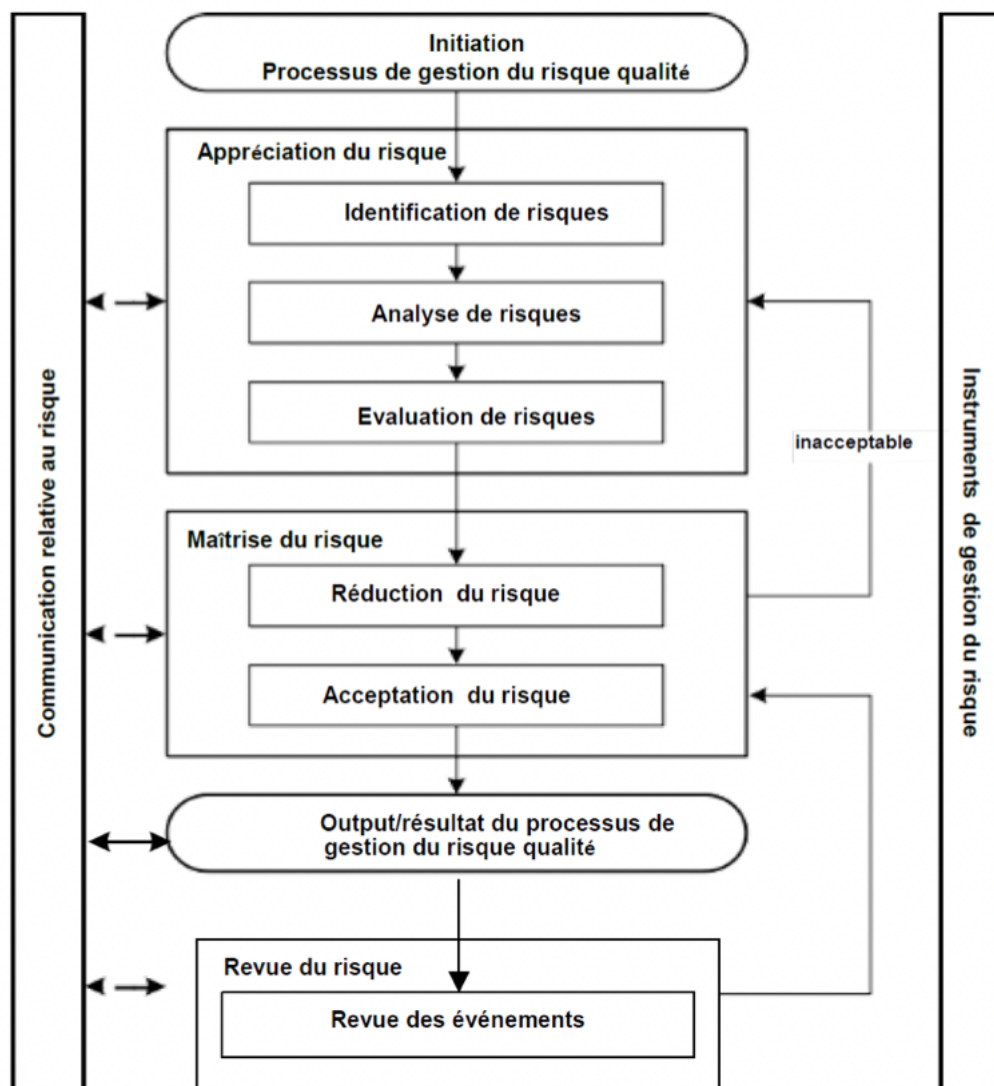 Initiation
Processus de gestion du risque qualité
Appréciation du risque
Identification de risques
Analyse de risques
Evaluation de risques
inacceptable
Maîtrise du risque
Réduction du risque
Acceptation du risque
Output/résultat du processus de
gestion du risque qualité
Revue du risque
Revue des événements
Communication relative au risque
Instruments de gestion du risque